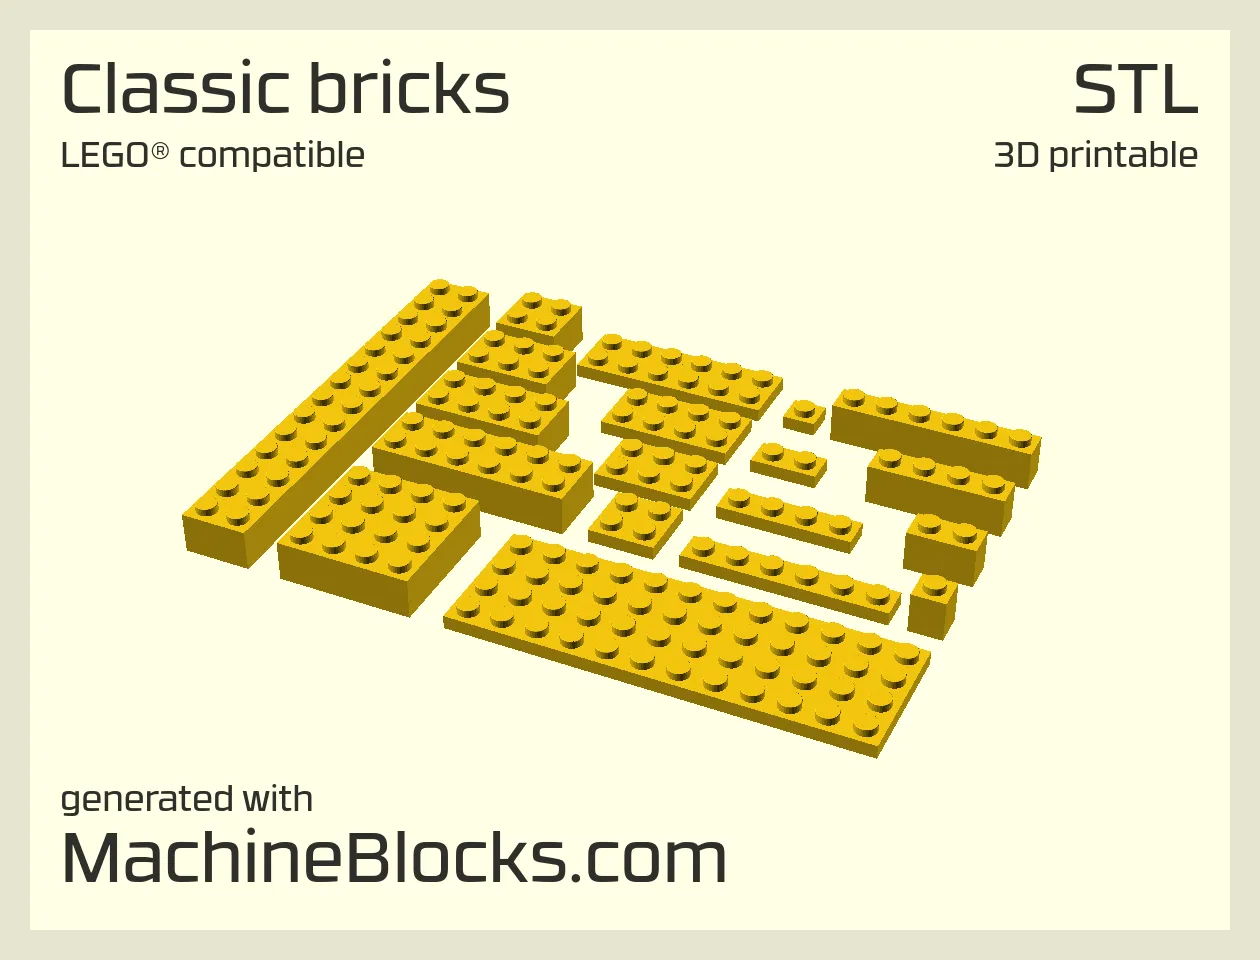 Classic bricks
STL
LEGO® compatible
3D printable
generated with
MachineBlocks.com